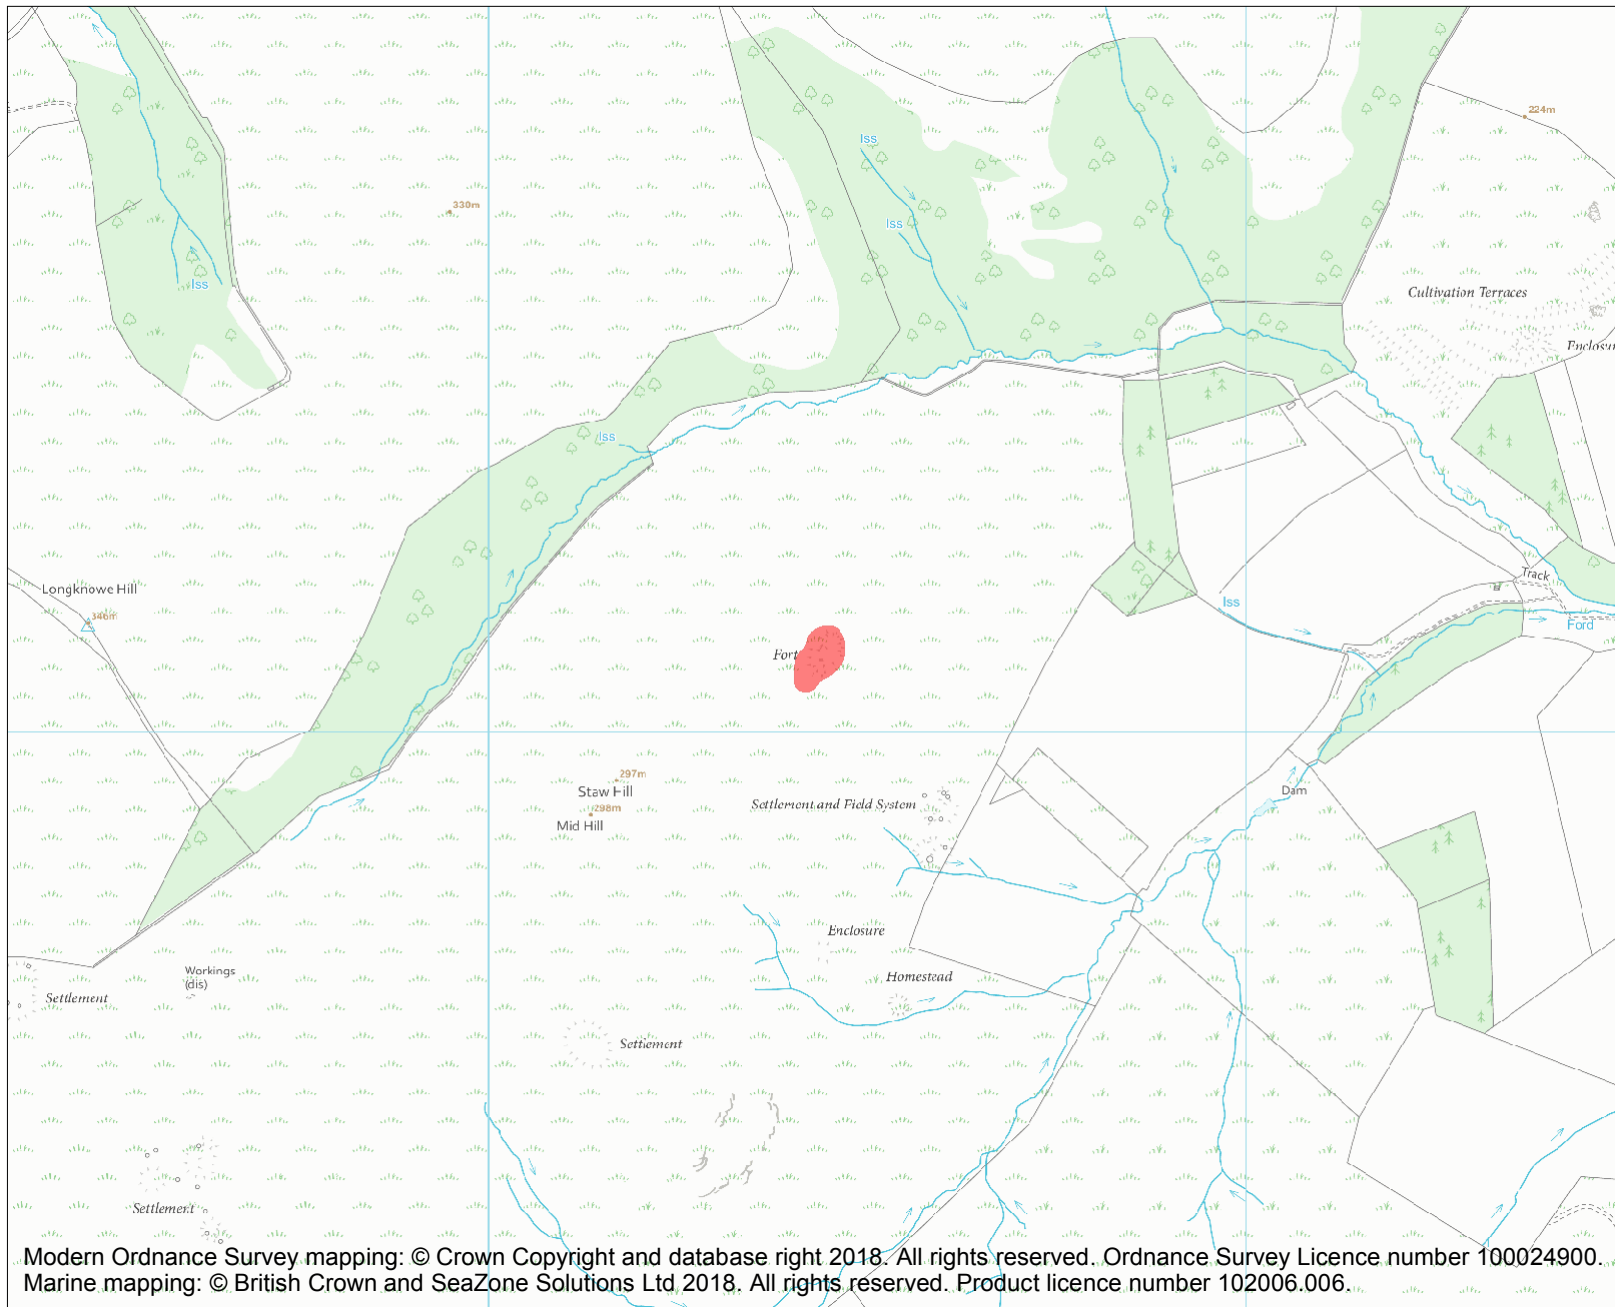 224m
Iss
330m
Iss
Iss
Cultivation Terraces
Enclosur
Iss
Track
Longknowe Hill
346m
Iss
Ford
Fort
297m
Staw Hill
298m
Mid Hill
Settlement and Field System
Dam
Enclosure
Workings
(dis)
Homestead
Settlement
Settlement
Settlement
Modern Ordnance Survey mapping: © Crown Copyright and database right 2018. All rights reserved. Ordnance Survey Licence number 100024900.
Marine mapping: © British Crown and SeaZone Solutions Ltd 2018. All rights reserved. Product licence number 102006.006.